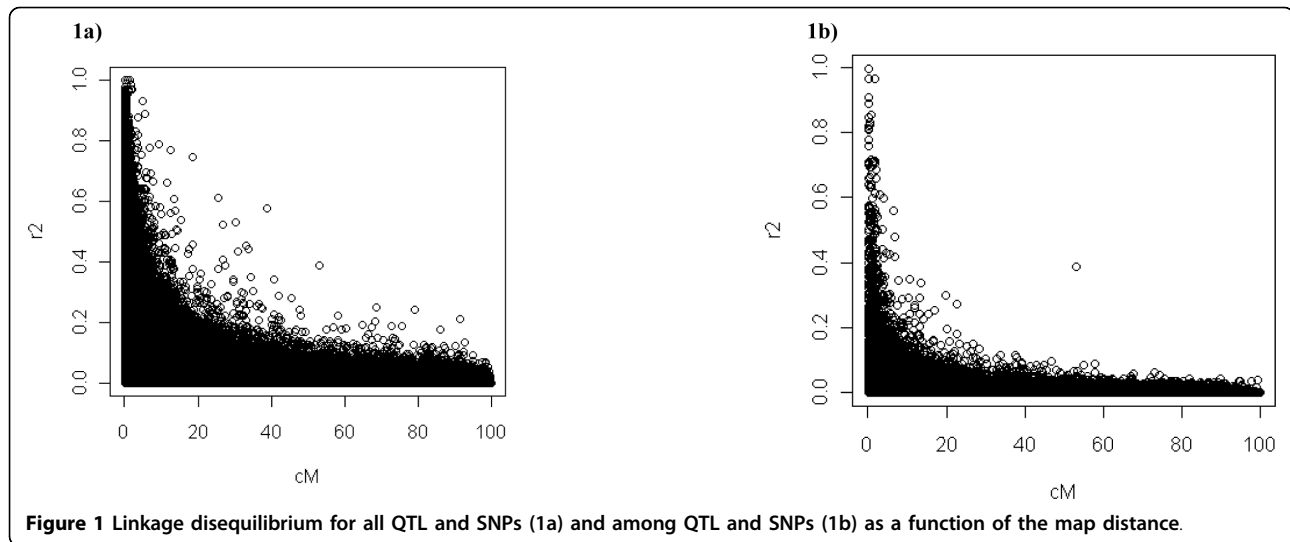 1a)
1.0
0.8
0.6
0.4
0.2
0.0
r2
0 20 40 60 80 100
cM
1b)
1.0
0.8
0.6
0.4
0.2
0.0
r2
0 20 40 60 80 100
cM
Figure 1 Linkage disequilibrium for all QTL and SNPs (1a) and among QTL and SNPs (1b) as a function of the map distance.